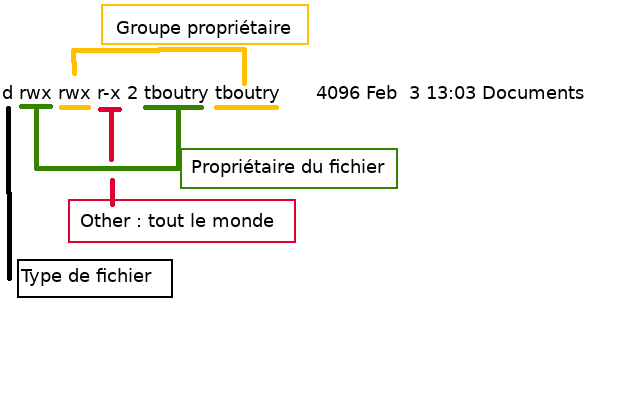 Groupe propriétaire
d rwx rwx r-x 2 tboutry tboutry 4096 Feb 3 13:03 Documents
Propriétaire du fichier
Other : tout le monde
Type de fichier